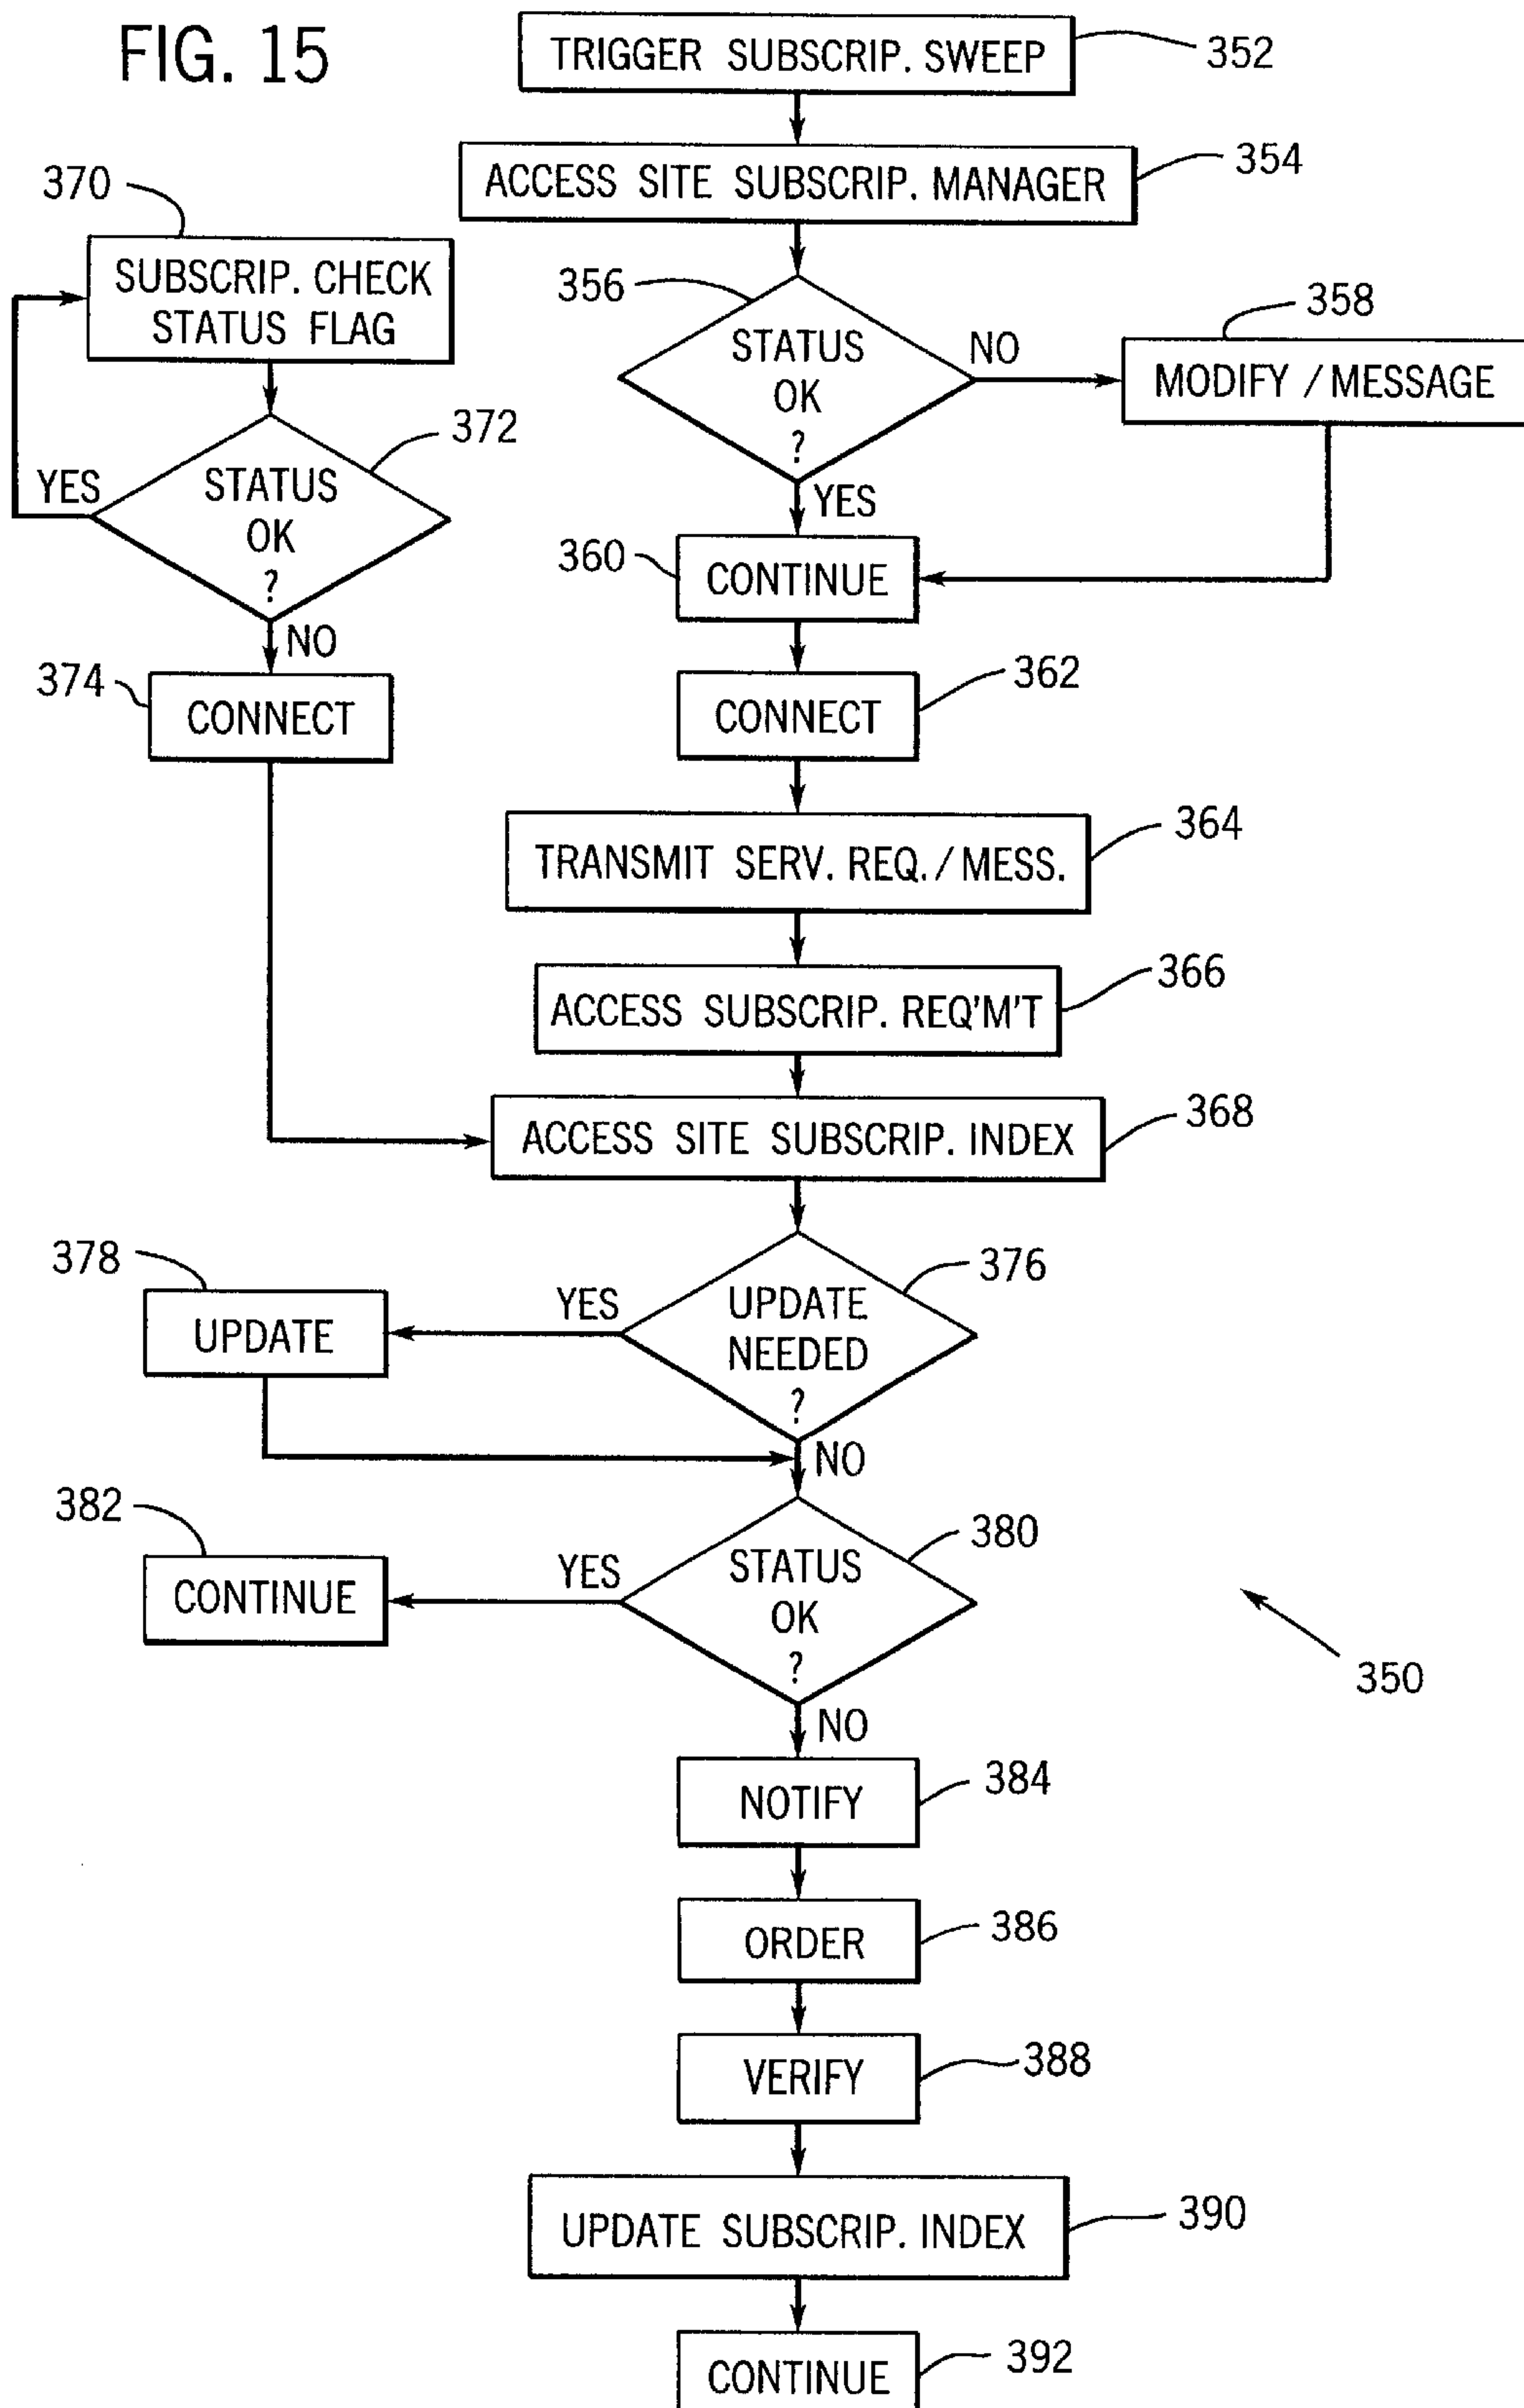 FIG. 15
TRIGGER SUBSCRIP. SWEEP
352
ACCESS SITE SUBSCRIP. MANAGER
354
370
SUBSCRIP. CHECK
STATUS FLAG
356
STATUS
OK
?
NO
358
MODIFY / MESSAGE
372
YES
STATUS
OK
?
YES
360
CONTINUE
NO
374
CONNECT
362
CONNECT
364
TRANSMIT SERV. REQ. / MESS.
366
ACCESS SUBSCRIP. REQ'M'T
368
ACCESS SITE SUBSCRIP. INDEX
378
UPDATE
YES
376
UPDATE
NEEDED
?
NO
382
CONTINUE
YES
380
STATUS
OK
?
350
NO
NOTIFY
384
ORDER
386
VERIFY
388
UPDATE SUBSCRIP. INDEX
390
CONTINUE
392